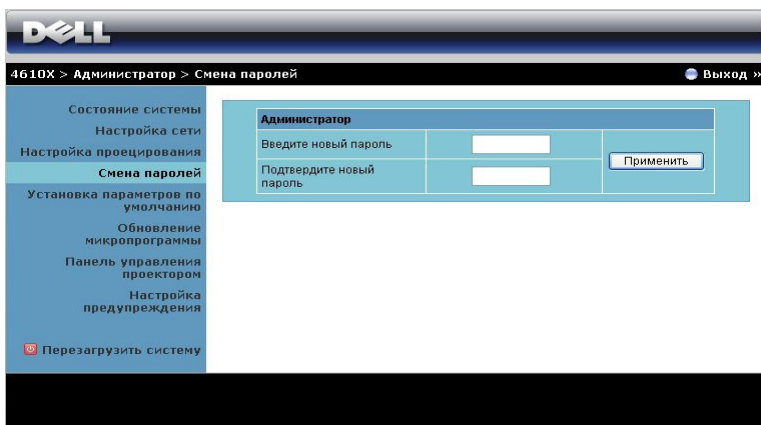 DELL
4610X > Администратор > Смена паролей
Выход »
Состояние системы
Настройка сети
Настройка проецирования
Смена паролей
Установка параметров по
умолчанию
Обновление
микропрограммы
Панель управления
проектором
Настройка
предупреждения
Перезагрузить систему
Администратор
Введите новый пароль
Подтвердите новый
пароль
Применить